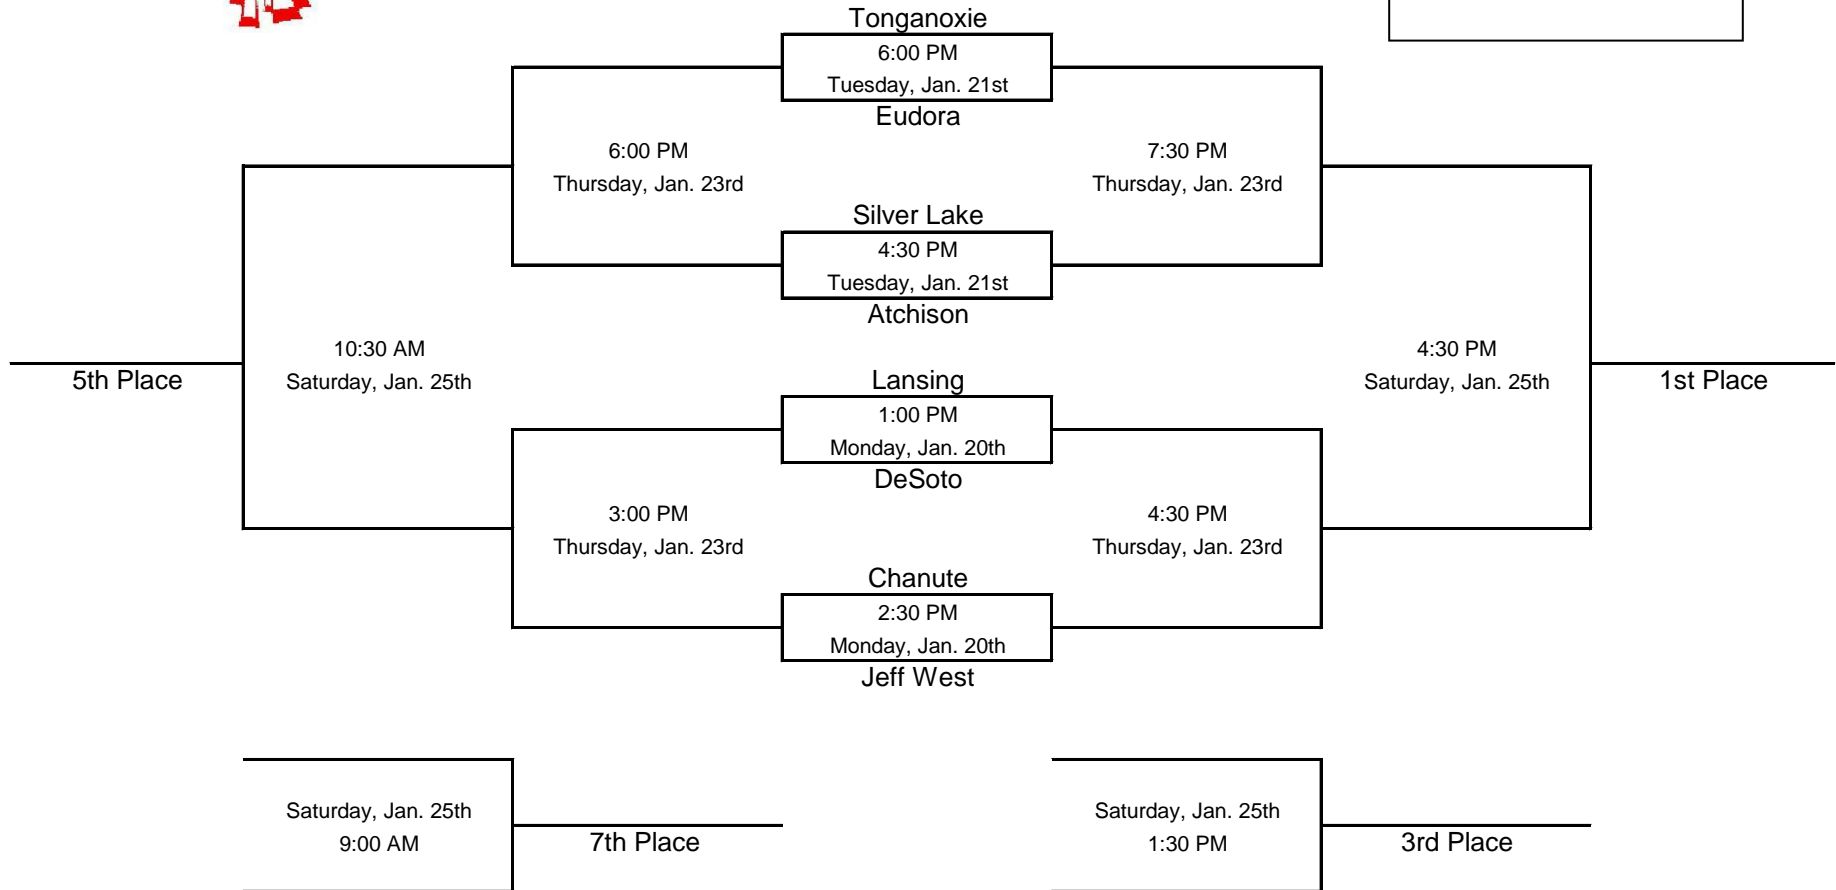 Tonganoxie
6:00 PM
Tuesday, Jan. 21st
Eudora
6:00 PM
Thursday, Jan. 23rd
7:30 PM
Thursday, Jan. 23rd
Silver Lake
4:30 PM
Tuesday, Jan. 21st
Atchison
10:30 AM
Saturday, Jan. 25th
5th Place
4:30 PM
Saturday, Jan. 25th
1st Place
Lansing
1:00 PM
Monday, Jan. 20th
DeSoto
3:00 PM
Thursday, Jan. 23rd
4:30 PM
Thursday, Jan. 23rd
Chanute
2:30 PM
Monday, Jan. 20th
Jeff West
Saturday, Jan. 25th
9:00 AM
7th Place
Saturday, Jan. 25th
1:30 PM
3rd Place